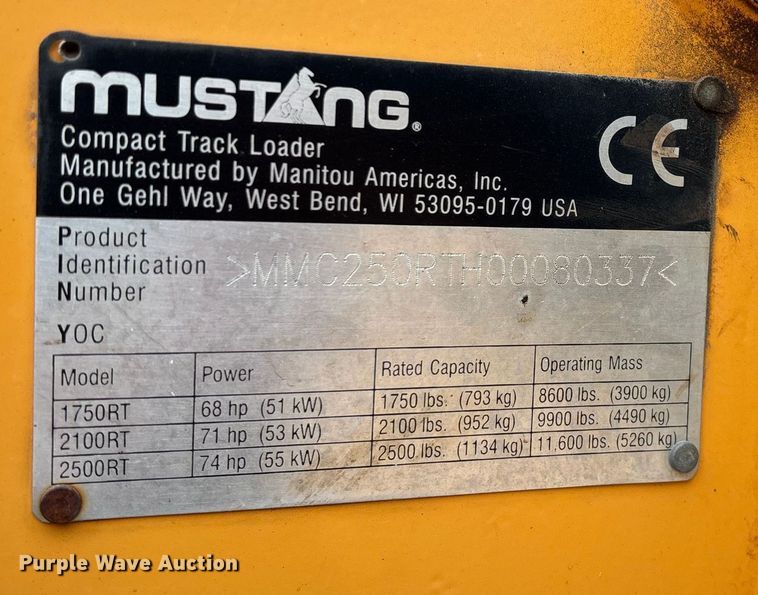 MUSTANG®
Compact Track Loader
Manufactured by Manitou Americas, Inc.
One Gehl Way, West Bend, WI 53095-0179 USA
CE
Product
Identification >MMC250RTH00080337<
Number
YOC
Model Power Rated Capacity Operating Mass
1750RT 68 hp (51 kW) 1750 lbs. (793 kg) 8600 lbs. (3900 kg)
2100RT 71 hp (53 kW) 2100 lbs. (952 kg) 9900 lbs. (4490 kg)
2500RT 74 hp (55 kW) 2500 lbs. (1134 kg) 11,600 lbs. (5260 kg)
Purple Wave Auction